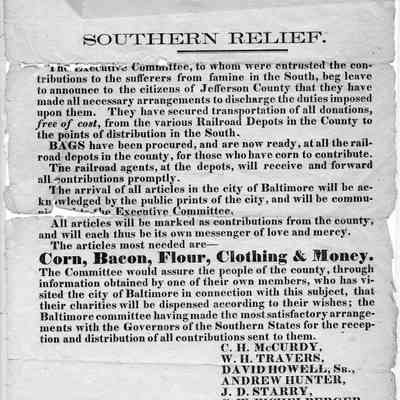 SOUTHERN RELIEF.
The Executive Committee, to whom were entrusted the con-
tributions to the sufferers from famine in the South, beg leave
to announce to the citizens of Jefferson County that they have
made all necessary arrangements to discharge the duties imposed
upon them. They have secured transportation of all donations,
free of cost, from the various Railroad Depots in the County to
the points of distribution in the South.
BAGS have been procured, and are now ready, at all the rail-
road depots in the county, for those who have corn to contribute.
The railroad agents, at the depots, will receive and forward
all contributions promptly.
The arrival of all articles in the city of Baltimore will be ac-
knowledged by the public prints of the city, and will be commu-
the Executive Committee.
All articles will be marked as contributions from the county,
and will each thus be its own messenger of love and mercy.
The articles most needed are—
Corn, Bacon, Flour, Clothing & Money.
The Committee would assure the people of the county, through
information obtained by one of their own members, who has vi-
sited the city of Baltimore in connection with this subject, that
their charities will be dispensed according to their wishes; the
Baltimore committee having made the most satisfactory arrange-
ments with the Governors of the Southern States for the recep-
tion and distribution of all contributions sent to them.
C. H. McCURDY,
W. H. TRAVERS,
DAVID HOWELL, SR.,
ANDREW HUNTER,
J. D. STARRY,